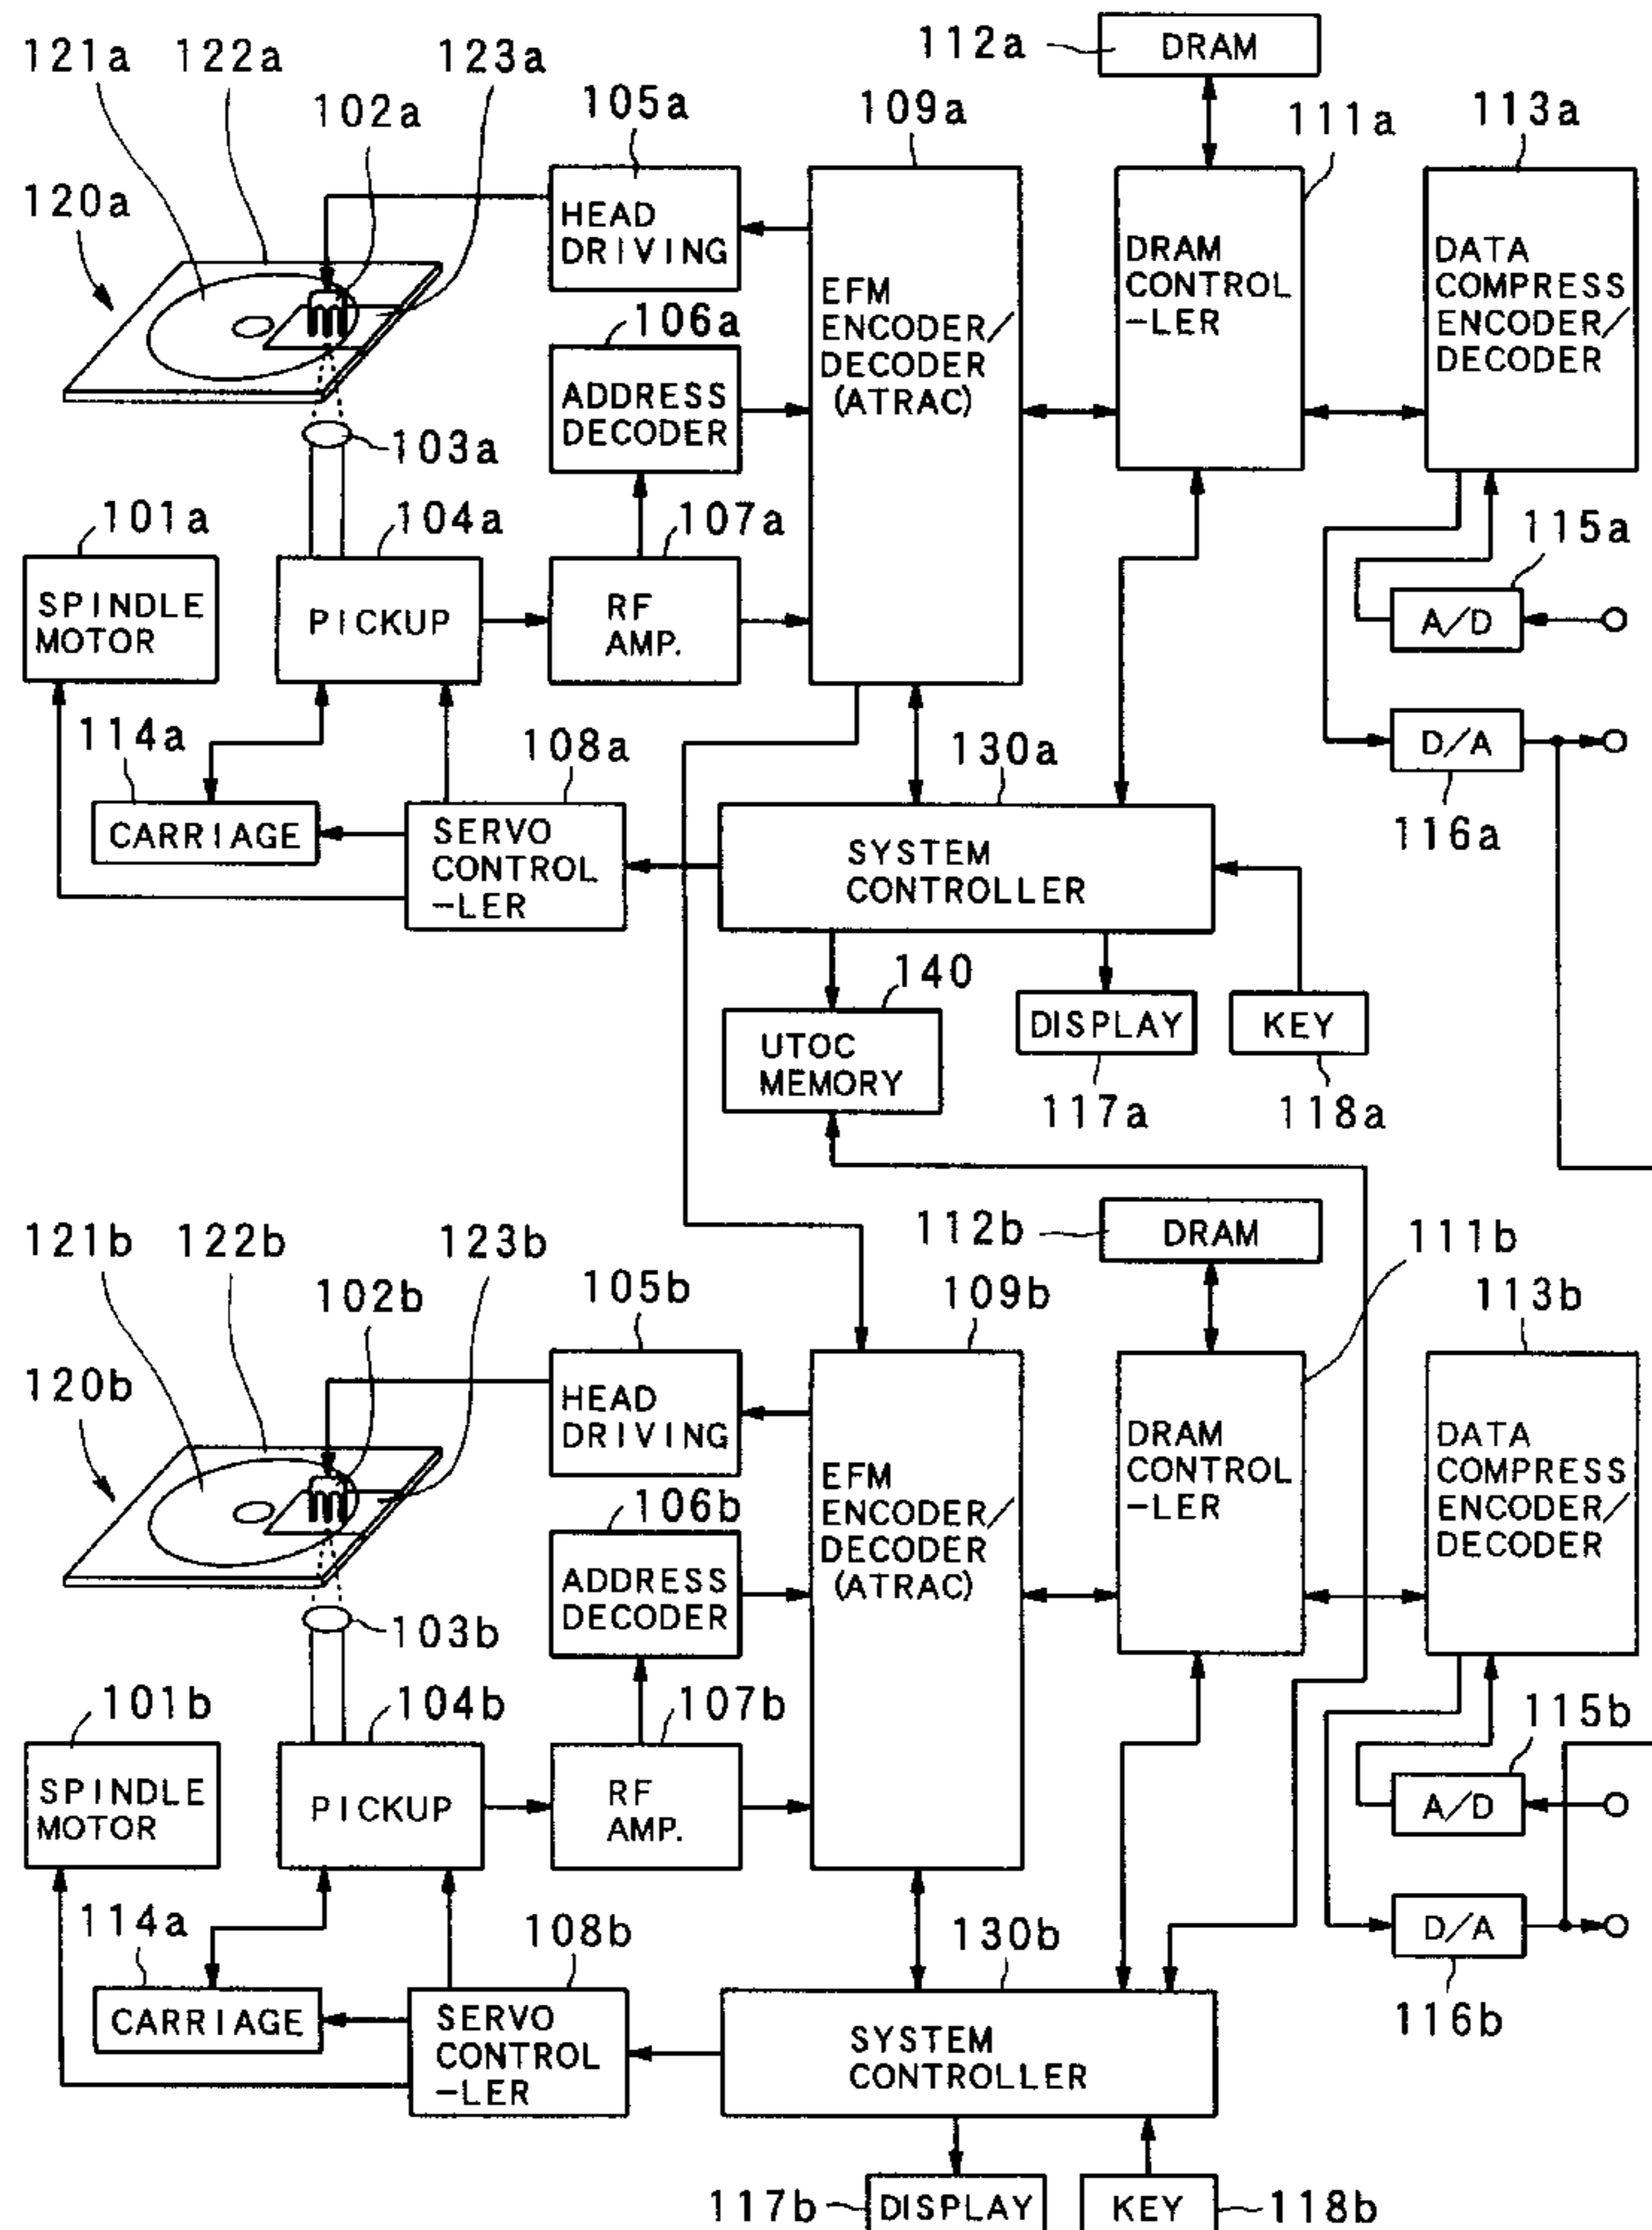 112a
DRAM
121a
122a
123a
102a
105a
109a
111a
113a
120a
HEAD
DRIVING
EFM
ENCODER/
DECODER
(ATRAC)
DRAM
CONTROL
-LER
DATA
COMPRESS
ENCODER/
DECODER
106a
ADDRESS
DECODER
103a
101a
104a
107a
115a
SPINDLE
MOTOR
PICKUP
RF
AMP.
A/D
114a
108a
130a
D/A
116a
CARRIAGE
SERVO
CONTROL
-LER
SYSTEM
CONTROLLER
140
UTOC
MEMORY
DISPLAY
KEY
117a
118a
112b
DRAM
121b
122b
123b
102b
105b
109b
111b
113b
120b
HEAD
DRIVING
EFM
ENCODER/
DECODER
(ATRAC)
DRAM
CONTROL
-LER
DATA
COMPRESS
ENCODER/
DECODER
106b
ADDRESS
DECODER
103b
101b
104b
107b
115b
SPINDLE
MOTOR
PICKUP
RF
AMP.
A/D
114a
108b
130b
D/A
116b
CARRIAGE
SERVO
CONTROL
-LER
SYSTEM
CONTROLLER
117b
DISPLAY
KEY
118b